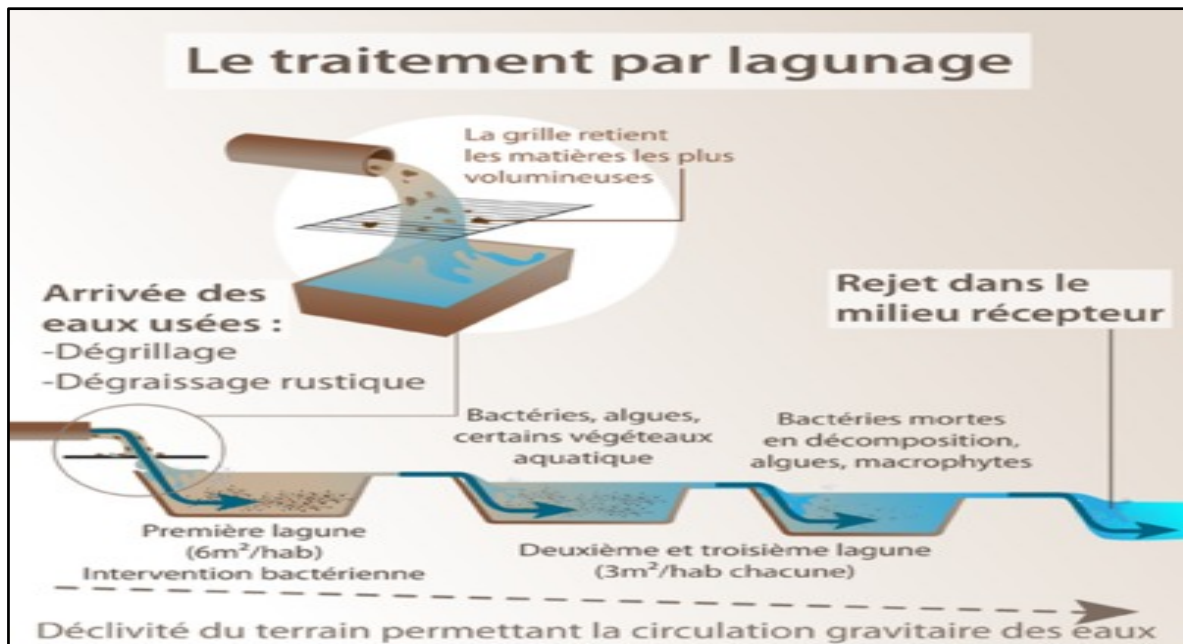 Le traitement par lagunage
La grille retient
les matières les plus
volumineuses
Arrivée des
eaux usées :
-Dégrillage
-Dégraissage rustique
Rejet dans le
milieu récepteur
Bactéries, algues,
certains végéteaux
aquatique
Bactéries mortes
en décomposition,
algues, macrophytes
Première lagune
(6m²/hab)
Intervention bactérienne
Deuxième et troisième lagune
(3m²/hab chacune)
Déclivité du terrain permettant la circulation gravitaire des eaux